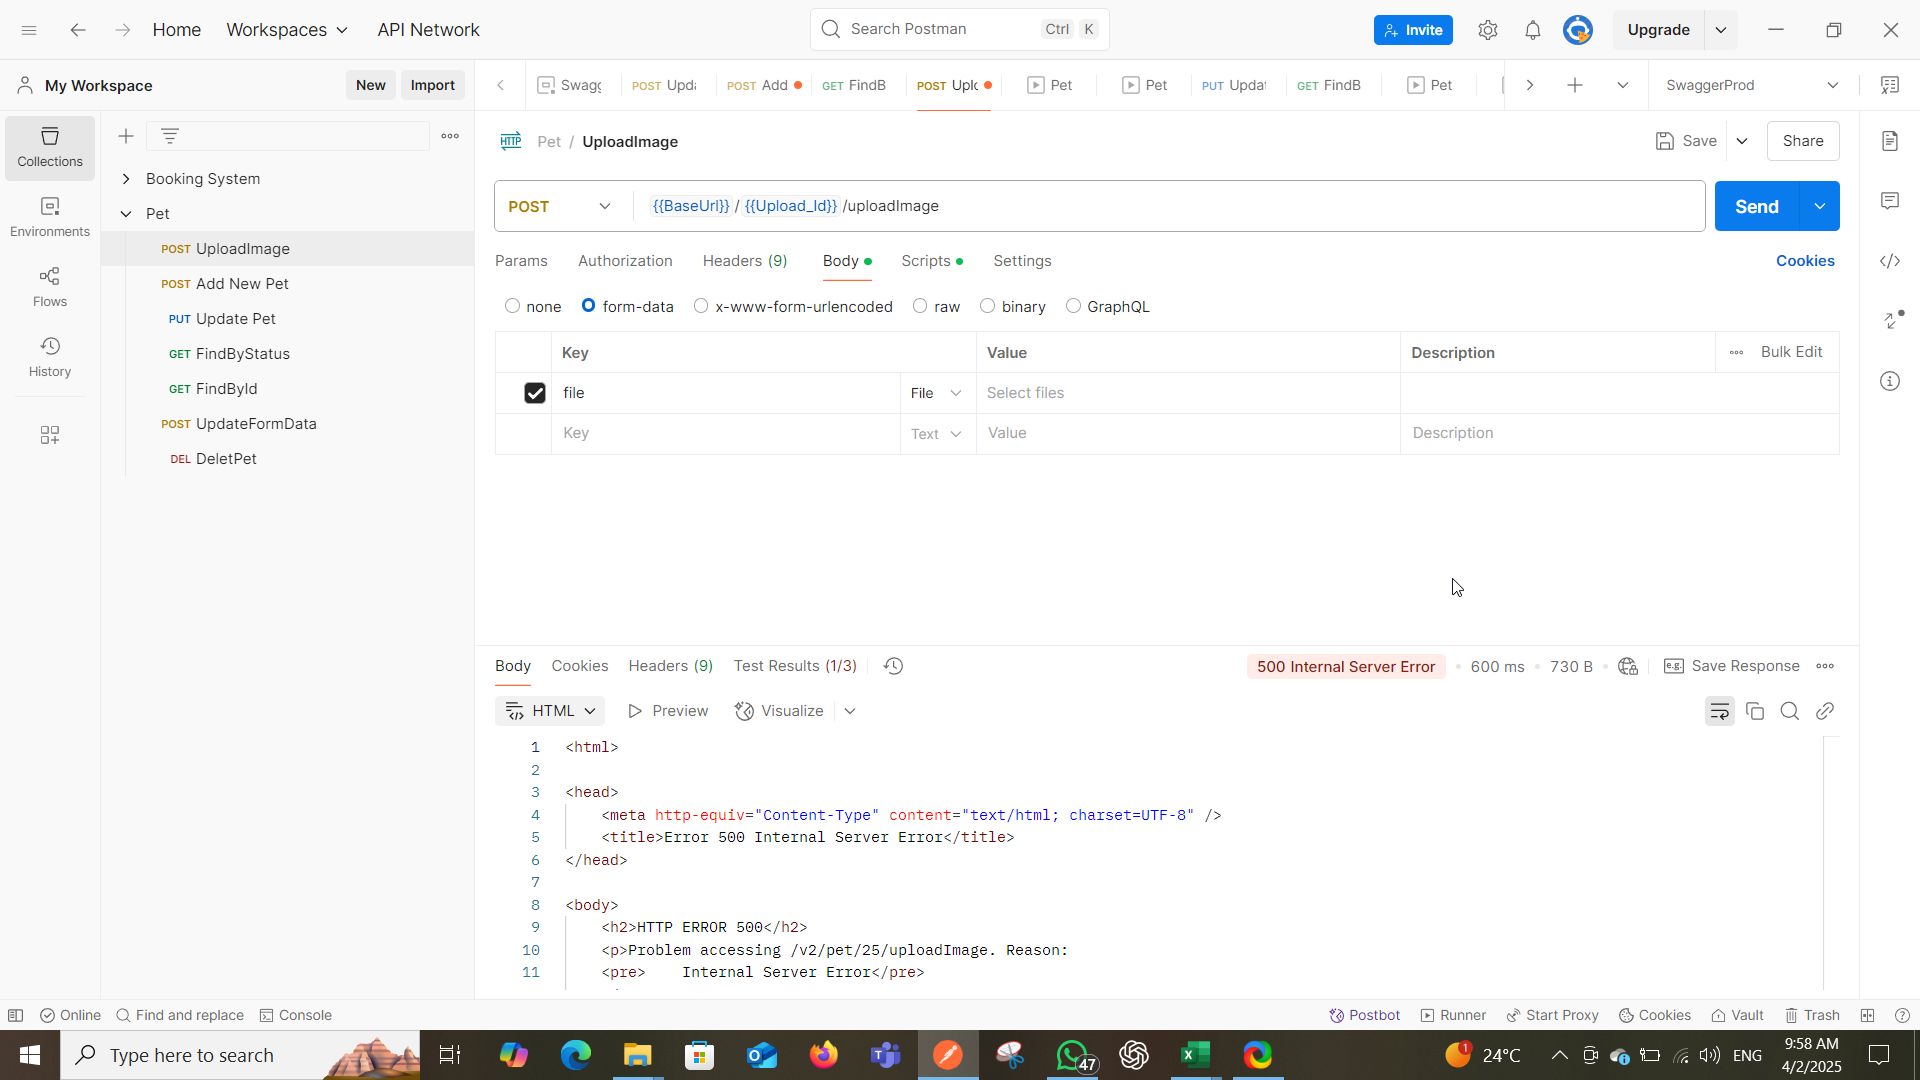 Home
Workspaces
API Network
Search Postman
Ctrl
K
Invite
Upgrade
My Workspace
New
Import
Swagg
POST Upd
POST Add
GET FindB
POST Uplo
Pet
Pet
PUT Updat
GET FindB
Pet
SwaggerProd
Collections
Environments
Flows
History
Booking System
Pet
POST UploadImage
POST Add New Pet
PUT Update Pet
GET FindByStatus
GET FindById
POST UpdateFormData
DEL DeletPet
HTTP Pet / UploadImage
Save
Share
POST
{{BaseUrl}} / {{Upload_Id}} /uploadImage
Send
Params
Authorization
Headers (9)
Body
Scripts
Settings
Cookies
none
form-data
x-www-form-urlencoded
raw
binary
GraphQL
Key
Value
Description
Bulk Edit
file
File
Select files
Key
Text
Value
Description
Body
Cookies
Headers (9)
Test Results (1/3)
500 Internal Server Error
600 ms
730 B
e.g. Save Response
HTML
Preview
Visualize
1 <html>
2
3 <head>
4 <meta http-equiv="Content-Type" content="text/html; charset=UTF-8" />
5 <title>Error 500 Internal Server Error</title>
6 </head>
7
8 <body>
9 <h2>HTTP ERROR 500</h2>
10 <p>Problem accessing /v2/pet/25/uploadImage. Reason:
11 <pre> Internal Server Error</pre>
Online
Find and replace
Console
Postbot
Runner
Start Proxy
Cookies
Vault
Trash
Type here to search
47
1
24°C
ENG
9:58 AM
4/2/2025